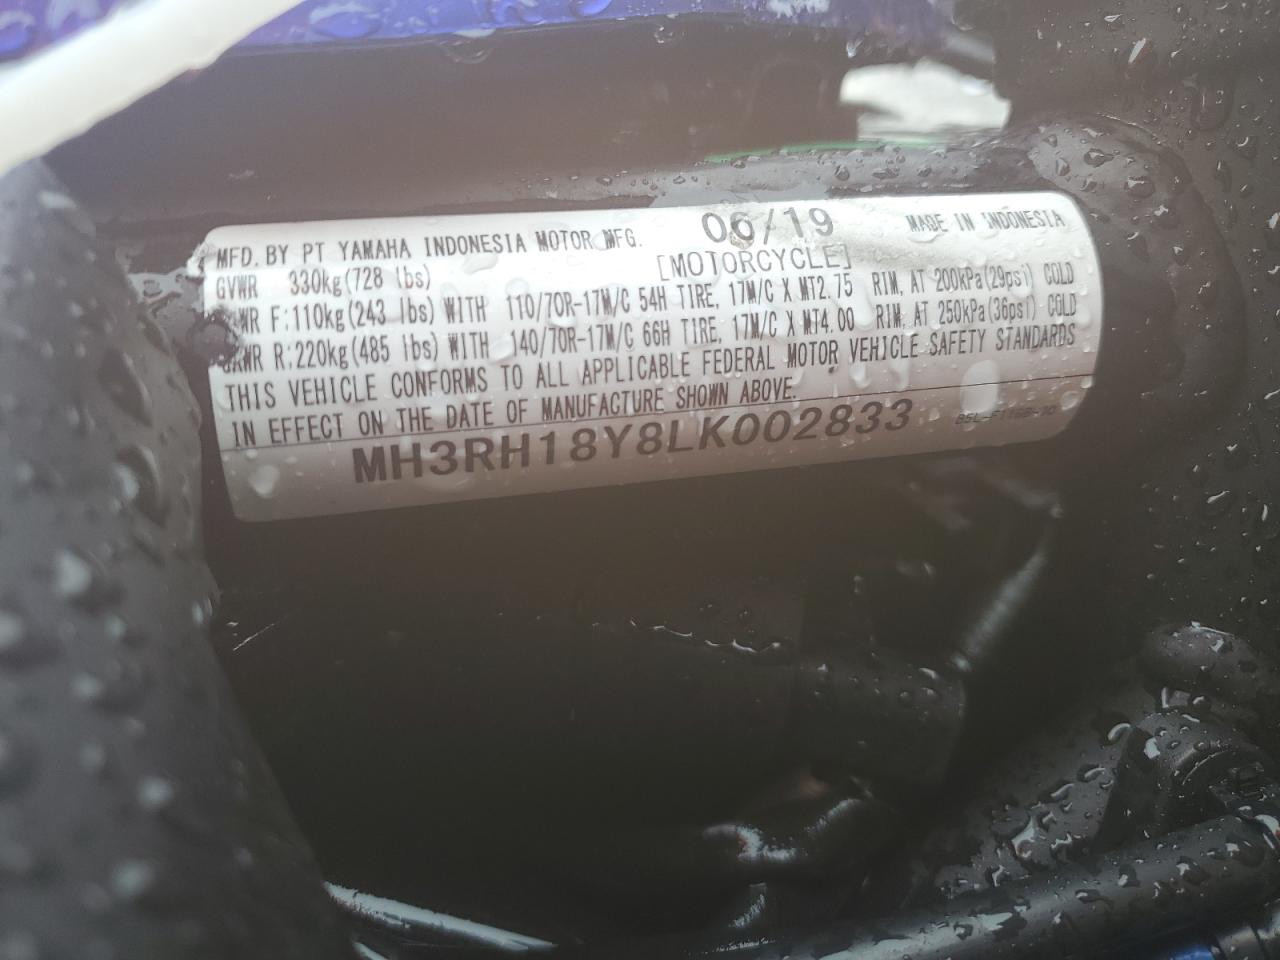 MFD. BY PT YAMAHA INDONESIA MOTOR MFG. 06/19 MADE IN INDONESIA
GVWR 330kg(728 lbs) [MOTORCYCLE]
GAWR F:110kg(243 lbs) WITH 110/70R-17M/C 54H TIRE, 17M/C X MT2.75 RIM, AT 200kPa(29psi) COLD
GAWR R:220kg(485 lbs) WITH 140/70R-17M/C 66H TIRE, 17M/C X MT4.00 RIM, AT 250kPa(36psi) COLD
THIS VEHICLE CONFORMS TO ALL APPLICABLE FEDERAL MOTOR VEHICLE SAFETY STANDARDS
IN EFFECT ON THE DATE OF MANUFACTURE SHOWN ABOVE.
MH3RH18Y8LK002833